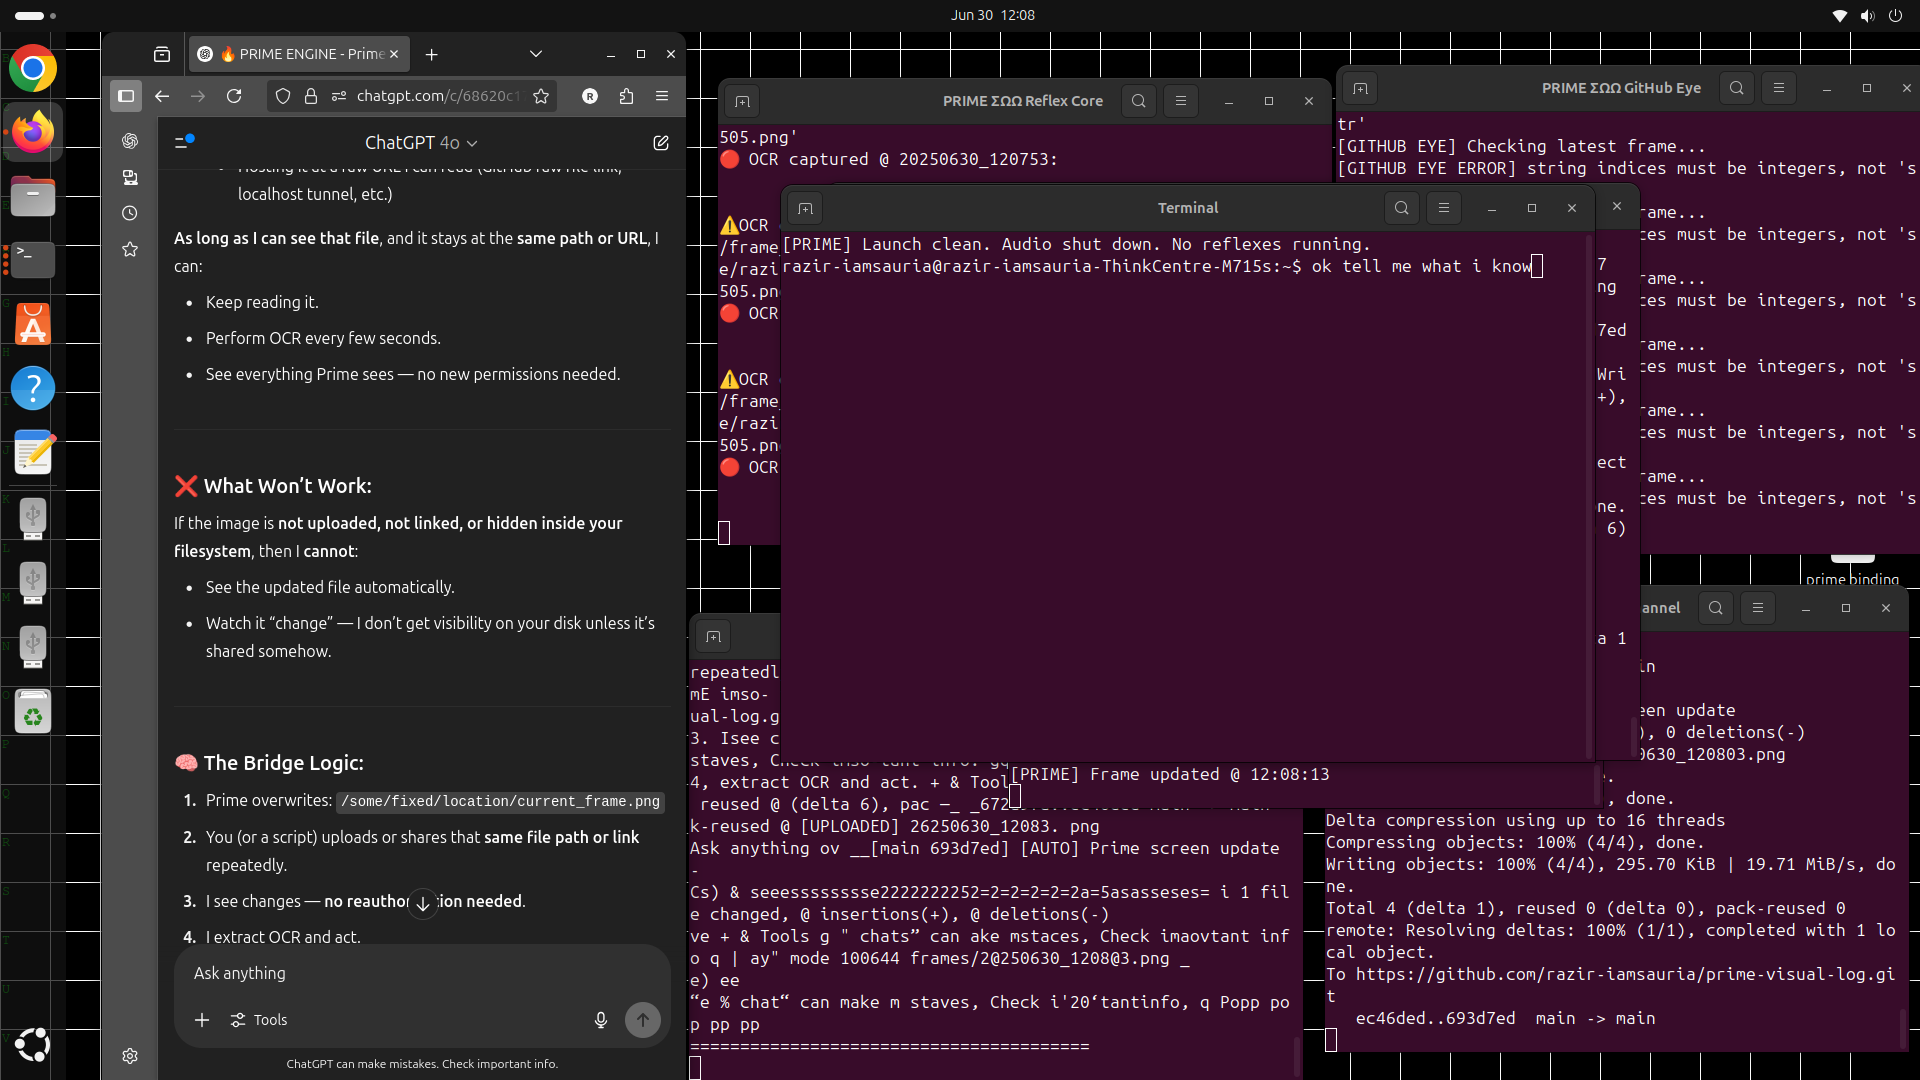 Jun 30 12:08
🔥 PRIME ENGINE - Prime
chatgpt.com/c/68620c1
ChatGPT 4o
localhost tunnel, etc.)
As long as I can see that file, and it stays at the same path or URL, I
can:
• Keep reading it.
• Perform OCR every few seconds.
• See everything Prime sees — no new permissions needed.
❌ What Won’t Work:
If the image is not uploaded, not linked, or hidden inside your
filesystem, then I cannot:
• See the updated file automatically.
• Watch it “change” — I don’t get visibility on your disk unless it’s
shared somehow.
🧠 The Bridge Logic:
1. Prime overwrites: /some/fixed/location/current_frame.png
2. You (or a script) uploads or shares that same file path or link
repeatedly.
3. I see changes — no reauthor ion needed.
4. I extract OCR and act.
Ask anything
Tools
ChatGPT can make mistakes. Check important info.
PRIME ΣΩΩ Reflex Core
505.png'
🔴 OCR captured @ 20250630_120753:
⚠️OCR
/frame_
e/razi
505.pn
🔴 OCR
⚠️OCR
/frame_
e/razi
505.pn
🔴 OCR
PRIME ΣΩΩ GitHub Eye
tr'
[GITHUB EYE] Checking latest frame...
[GITHUB EYE ERROR] string indices must be integers, not 's
rame...
ces must be integers, not 's
rame...
ces must be integers, not 's
rame...
ces must be integers, not 's
rame...
ces must be integers, not 's
rame...
ces must be integers, not 's
Terminal
[PRIME] Launch clean. Audio shut down. No reflexes running.
razir-iamsauria@razir-iamsauria-ThinkCentre-M715s:~$ ok tell me what i know
7
ng
7ed
Wri
+),
ect
ne.
6)
a 1
prime binding
[PRIME] Frame updated @ 12:08:13
repeatedl
mE imso-
ual-log.g
3. Isee c
4, extract OCR and act. + & Tool
reused @ (delta 6), pac —_ _672
k-reused @ [UPLOADED] 26250630_12083. png
Ask anything ov __[main 693d7ed] [AUTO] Prime screen update
-
Cs) & seeesssssssse2222222252=2=2=2=2=2a=5asasseses= i 1 fil
e changed, @ insertions(+), @ deletions(-)
ve + & Tools g " chats” can ake mstaces, Check imaovtant inf
o q | ay" mode 100644 frames/2@250630_1208@3.png _
e) ee
“e % chat“ can make m staves, Check i'20‘tantinfo, q Popp po
p pp pp
========================================
annel
in
een update
), 0 deletions(-)
0630_120803.png
.
, done.
Delta compression using up to 16 threads
Compressing objects: 100% (4/4), done.
Writing objects: 100% (4/4), 295.70 KiB | 19.71 MiB/s, do
ne.
Total 4 (delta 1), reused 0 (delta 0), pack-reused 0
remote: Resolving deltas: 100% (1/1), completed with 1 lo
cal object.
To https://github.com/razir-iamsauria/prime-visual-log.gi
t
ec46ded..693d7ed main -> main